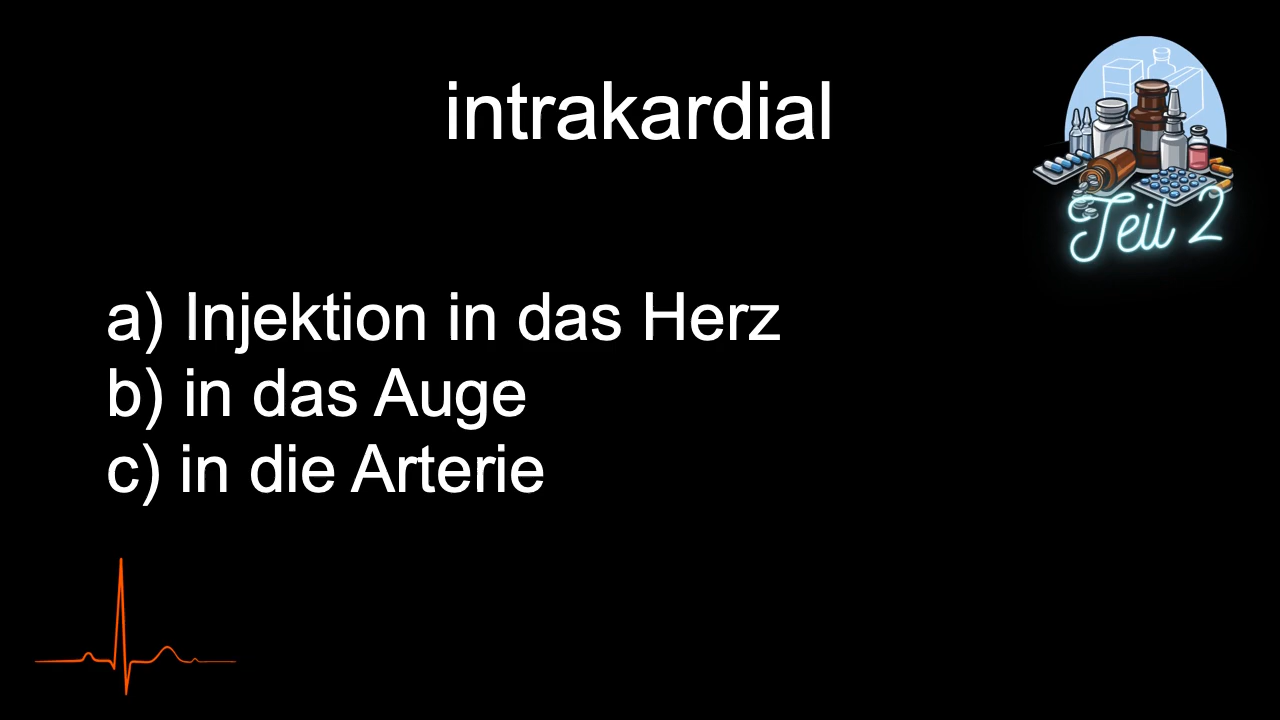 intrakardial
Teil 2
a) Injektion in das Herz
b) in das Auge
c) in die Arterie